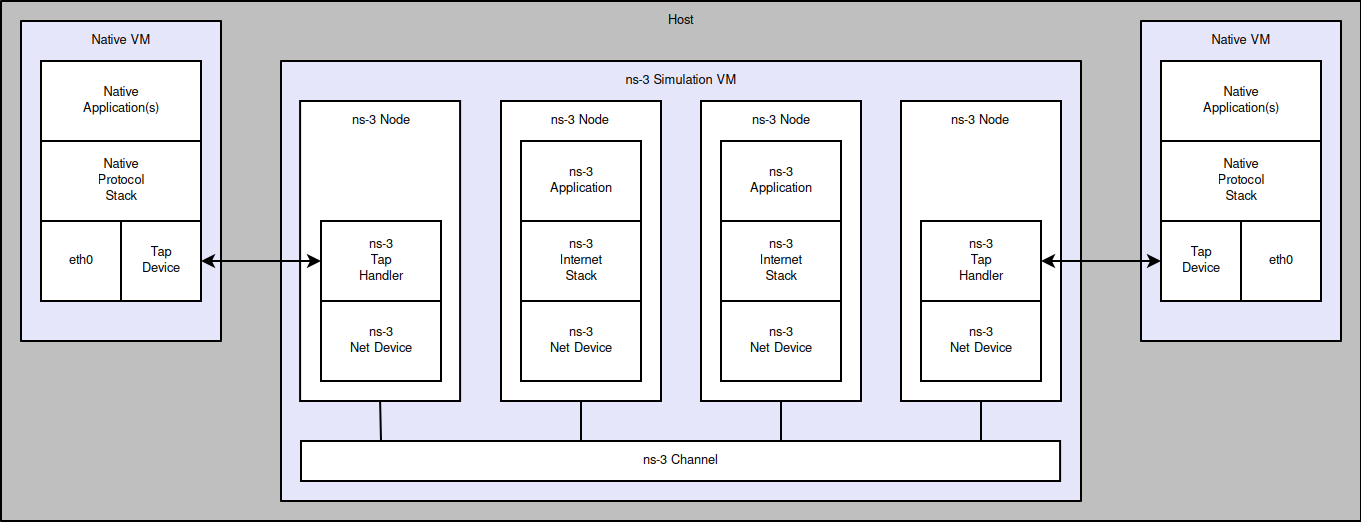 Host
Native VM
Native
Application(s)
Native
Protocol
Stack
eth0
Tap
Device
ns-3 Simulation VM
ns-3 Node
ns-3
Tap
Handler
ns-3
Net Device
ns-3 Node
ns-3
Application
ns-3
Internet
Stack
ns-3
Net Device
ns-3 Node
ns-3
Application
ns-3
Internet
Stack
ns-3
Net Device
ns-3 Node
ns-3
Tap
Handler
ns-3
Net Device
ns-3 Channel
Native VM
Native
Application(s)
Native
Protocol
Stack
Tap
Device
eth0